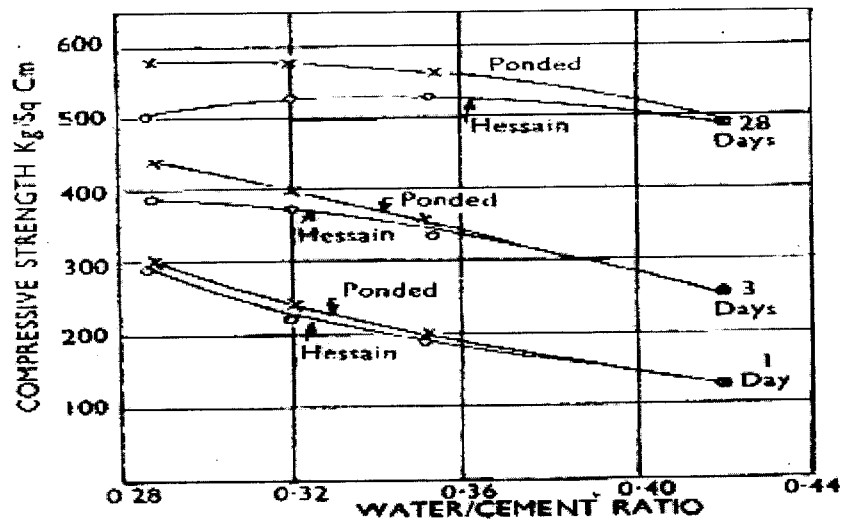 COMPRESSIVE STRENGTH Kg/Sq Cm
600
500
400
300
200
100
Ponded
Hessain
28
Days
Ponded
Hessain
3
Days
Ponded
Hessain
1
Day
0.28
0.32
0.36
0.40
0.44
WATER/CEMENT RATIO